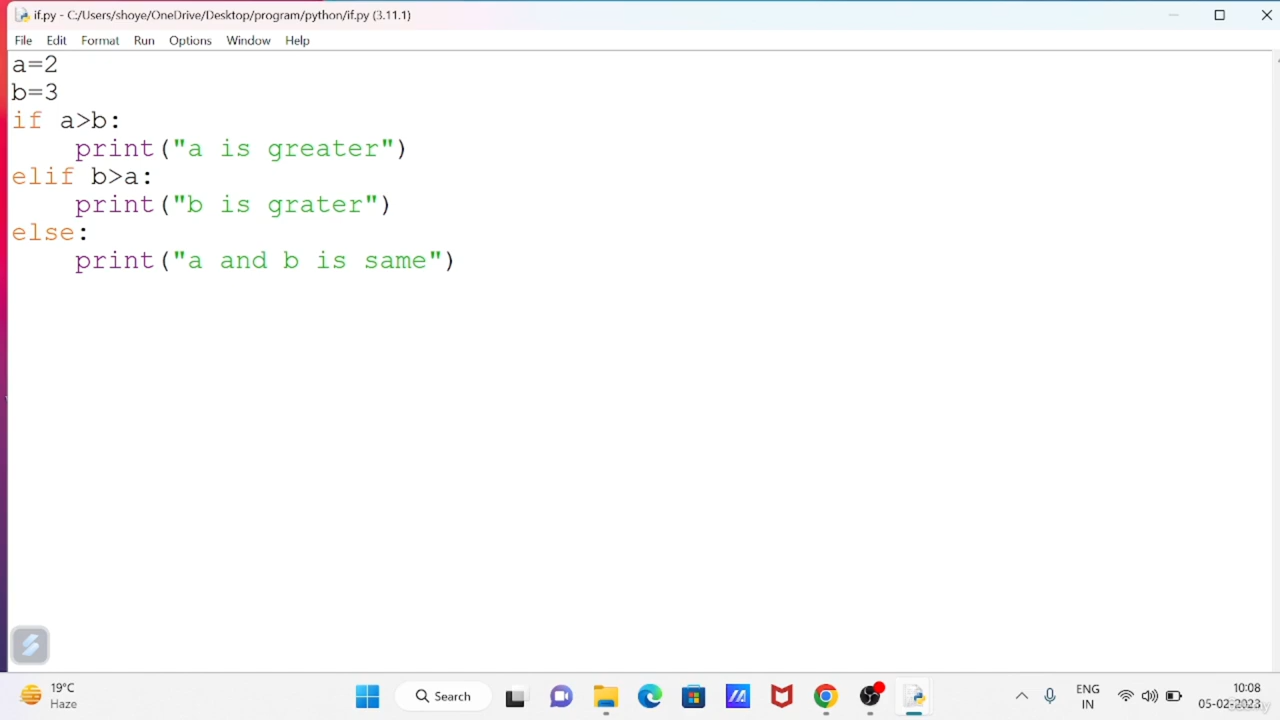 if.py - C:/Users/shoye/OneDrive/Desktop/program/python/if.py (3.11.1)
File Edit Format Run Options Window Help
a=2
b=3
if a>b:
    print("a is greater")
elif b>a:
    print("b is grater")
else:
    print("a and b is same")
19°C
Haze
Search
ENG
IN
10:08
05-02-2023